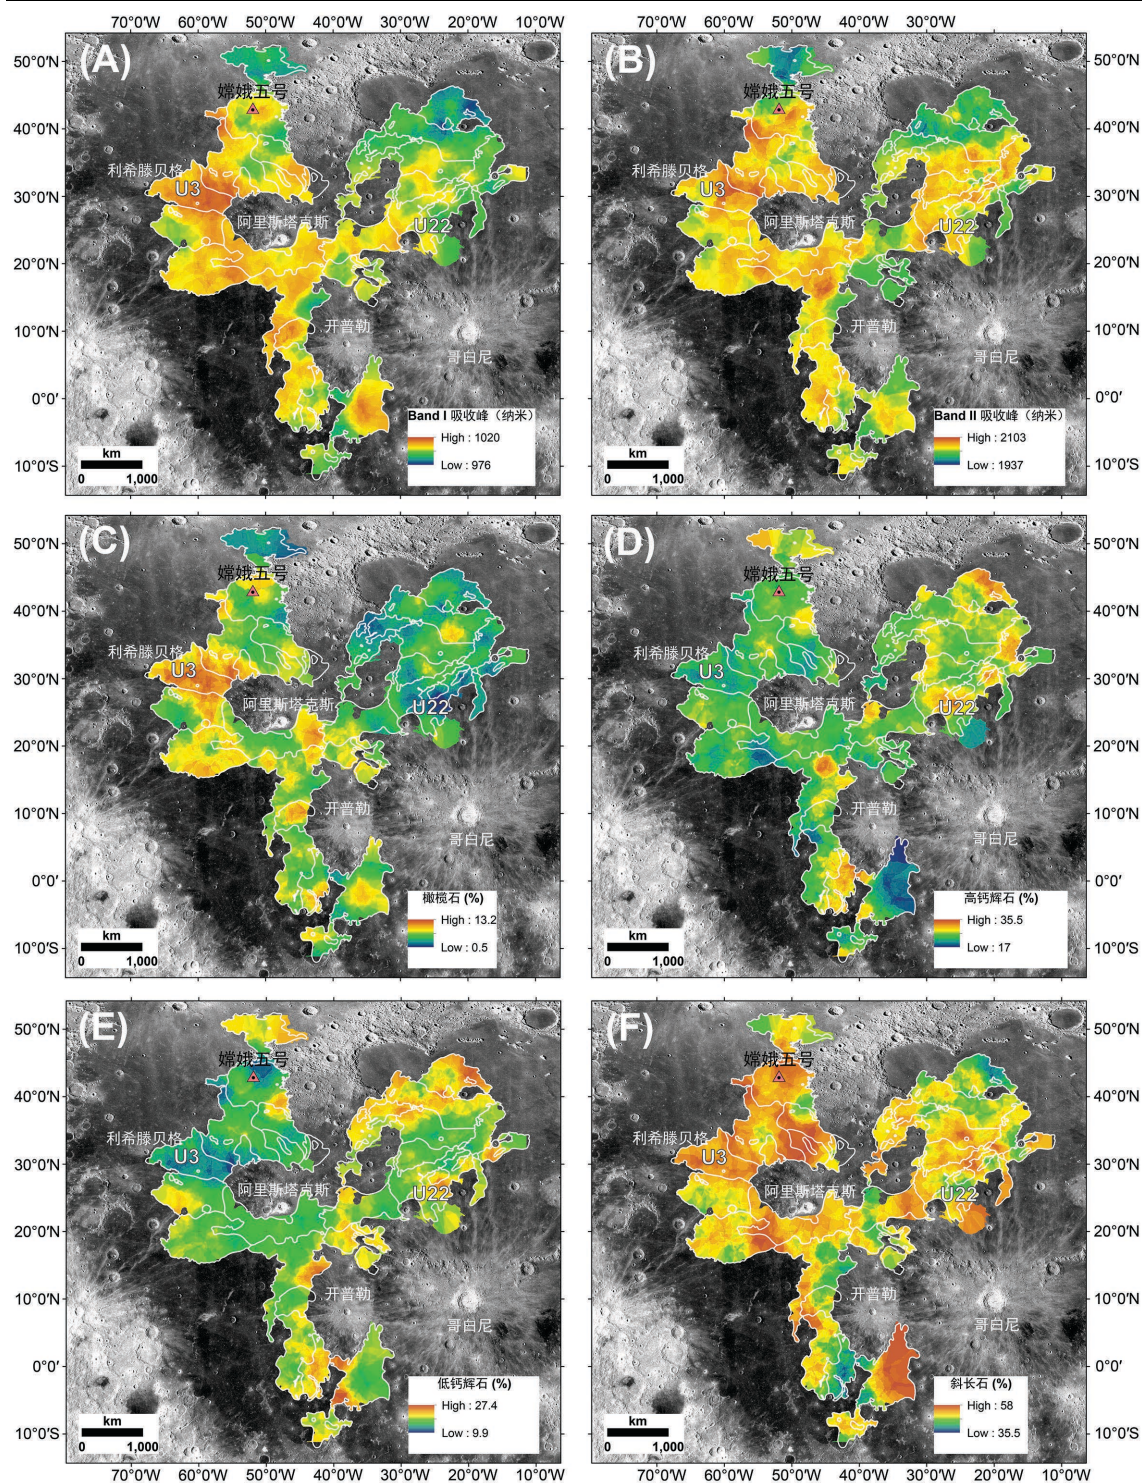 70°0′W 60°0′W 50°0′W 40°0′W 30°0′W 20°0′W 10°0′W
70°0′W 60°0′W 50°0′W 40°0′W 30°0′W
(A)
50°0′N
40°0′N
30°0′N
20°0′N
10°0′N
0°0′
10°0′S
嫦娥五号
利希滕贝格
U3
阿里斯塔克斯
U22
开普勒
哥白尼
Band I 吸收峰（纳米）
High : 1020
Low : 976
km
0 1,000
(B)
嫦娥五号
利希滕贝格
U3
阿里斯塔克斯
U22
开普勒
哥白尼
Band II 吸收峰（纳米）
High : 2103
Low : 1937
km
0 1,000
50°0′N
40°0′N
30°0′N
20°0′N
10°0′N
0°0′
10°0′S
(C)
50°0′N
40°0′N
30°0′N
20°0′N
10°0′N
0°0′
10°0′S
嫦娥五号
利希滕贝格
U3
阿里斯塔克斯
U22
开普勒
哥白尼
橄榄石 (%)
High : 13.2
Low : 0.5
km
0 1,000
(D)
嫦娥五号
利希滕贝格
U3
阿里斯塔克斯
U22
开普勒
哥白尼
高钙辉石 (%)
High : 35.5
Low : 17
km
0 1,000
50°0′N
40°0′N
30°0′N
20°0′N
10°0′N
0°0′
10°0′S
(E)
50°0′N
40°0′N
30°0′N
20°0′N
10°0′N
0°0′
10°0′S
嫦娥五号
利希滕贝格
U3
阿里斯塔克斯
U22
开普勒
哥白尼
低钙辉石 (%)
High : 27.4
Low : 9.9
km
0 1,000
(F)
嫦娥五号
利希滕贝格
U3
阿里斯塔克斯
U22
开普勒
哥白尼
斜长石 (%)
High : 58
Low : 35.5
km
0 1,000
50°0′N
40°0′N
30°0′N
20°0′N
10°0′N
0°0′
10°0′S
70°0′W 60°0′W 50°0′W 40°0′W 30°0′W 20°0′W 10°0′W
70°0′W 60°0′W 50°0′W 40°0′W 30°0′W 20°0′W 10°0′W